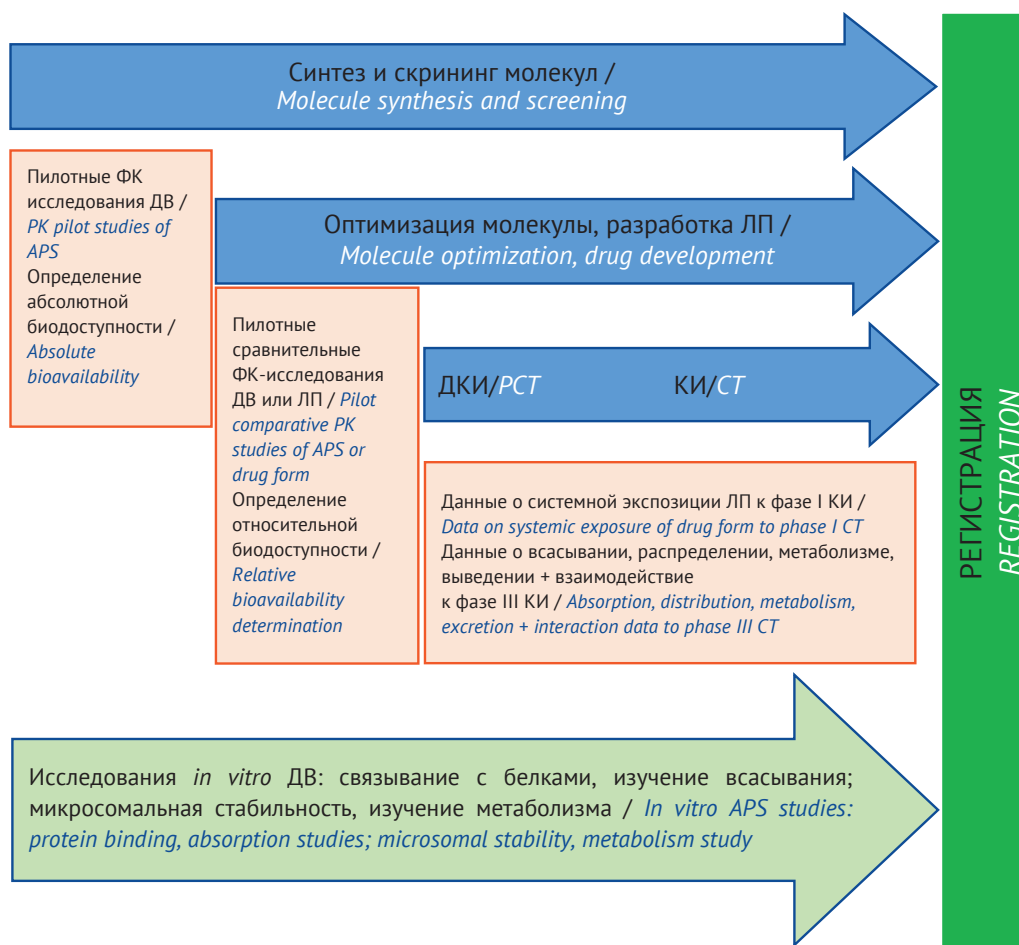 Синтез и скрининг молекул /
Molecule synthesis and screening
Пилотные ФК
исследования ДВ /
PK pilot studies of
APS
Определение
абсолютной
биодоступности /
Absolute
bioavailability
Оптимизация молекулы, разработка ЛП /
Molecule optimization, drug development
Пилотные
сравнительные
ФК-исследования
ДВ или ЛП / Pilot
comparative PK
studies of APS or
drug form
Определение
относительной
биодоступности /
Relative
bioavailability
determination
ДКИ/PCT КИ/CT
Данные о системной экспозиции ЛП к фазе I КИ /
Data on systemic exposure of drug form to phase I CT
Данные о всасывании, распределении, метаболизме,
выведении + взаимодействие
к фазе III КИ / Absorption, distribution, metabolism,
excretion + interaction data to phase III CT
Исследования in vitro ДВ: связывание с белками, изучение всасывания;
микросомальная стабильность, изучение метаболизма / In vitro APS studies:
protein binding, absorption studies; microsomal stability, metabolism study
РЕГИСТРАЦИЯ
REGISTRATION